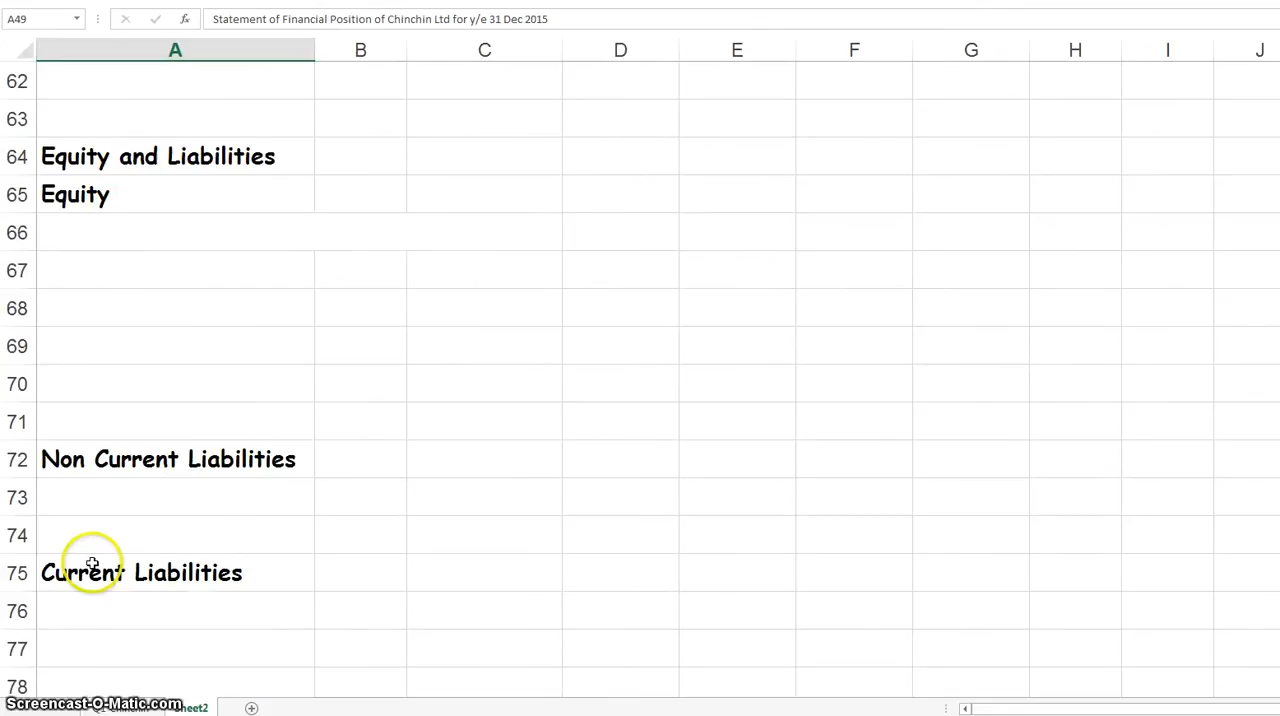 A49 fx Statement of Financial Position of Chinchin Ltd for y/e 31 Dec 2015
A B C D E F G H I J
62
63
64 Equity and Liabilities
65 Equity
66
67
68
69
70
71
72 Non Current Liabilities
73
74
75 Current Liabilities
76
77
78
Screencast-O-Matic.com Sheet2